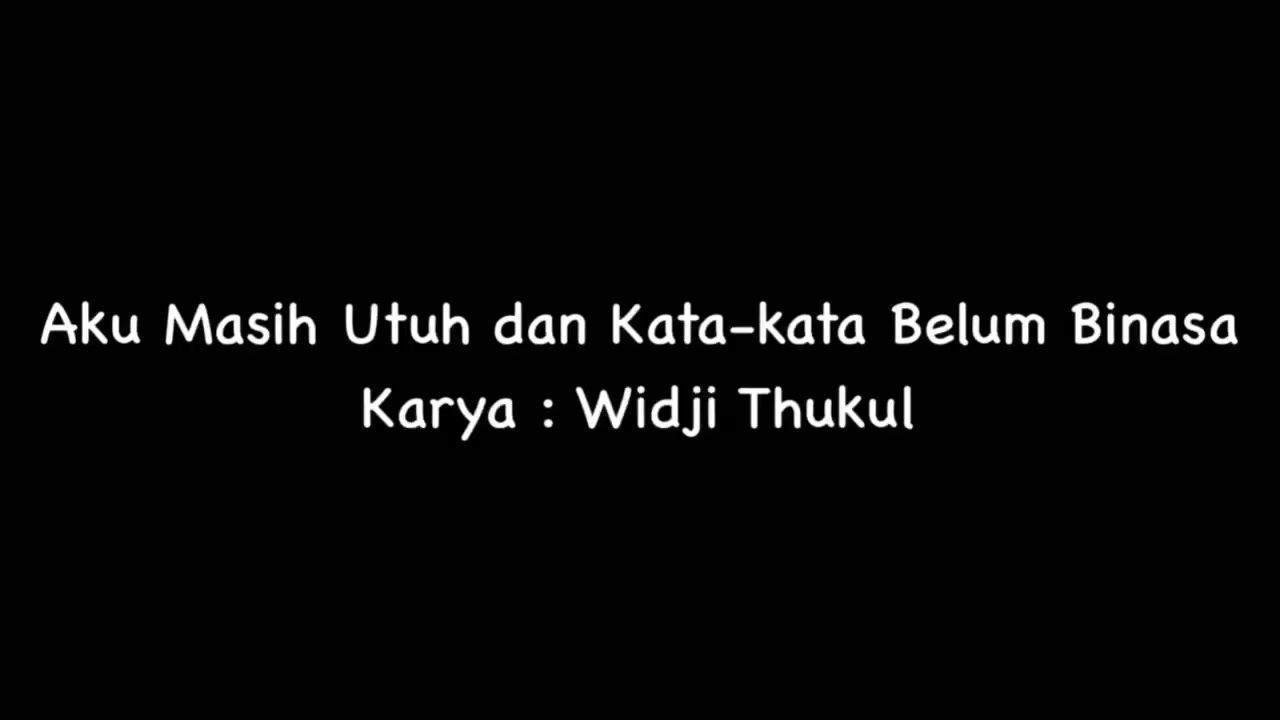 Aku Masih Utuh dan Kata-kata Belum Binasa
Karya : Widji Thukul